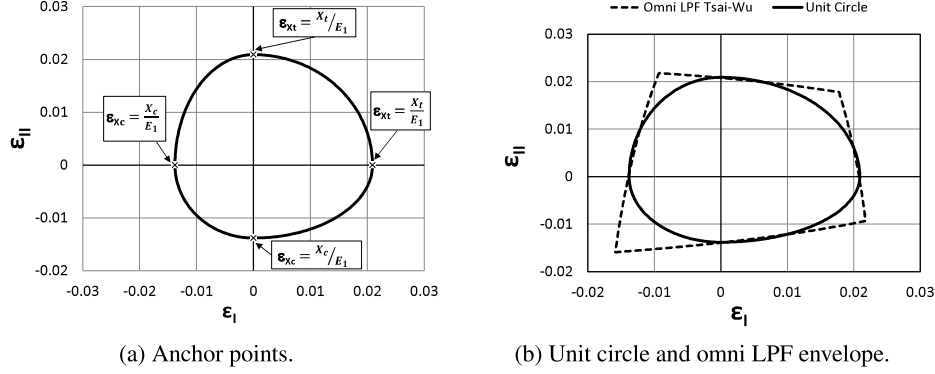 Omni LPF Tsai-Wu
Unit Circle
0.03
0.02
0.01
0
-0.01
-0.02
-0.03
-0.02
-0.01
0
0.01
0.02
0.03
ε_II
ε_I
ε_Xt = X_t/E_1
ε_Xc = X_c/E_1
ε_Xt = X_t/E_1
ε_Xc = X_c/E_1
(a) Anchor points.
0.03
0.02
0.01
0
-0.01
-0.02
-0.02
-0.01
0
0.01
0.02
0.03
ε_II
ε_I
(b) Unit circle and omni LPF envelope.